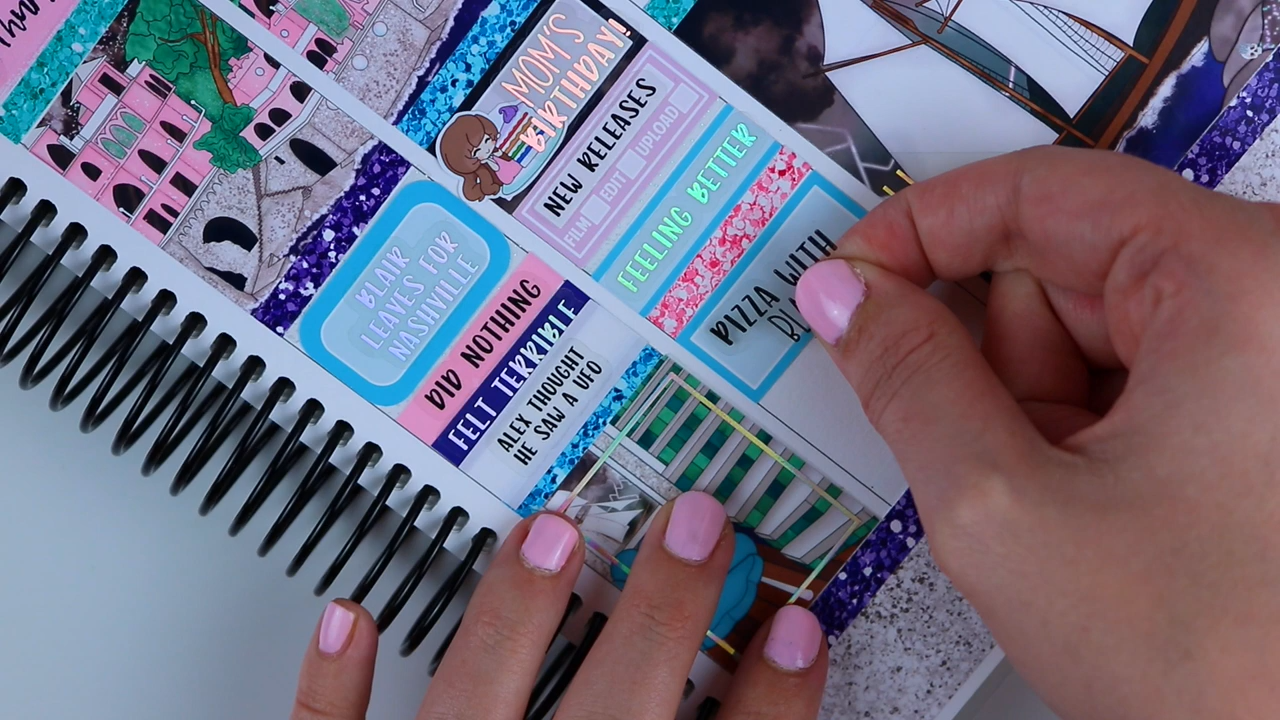 MOM'S
BIRTHDAY!
NEW RELEASES
FILM EDIT UPLOAD
FEELING BETTER
PIZZA WITH
BLAIR
LEAVES FOR
NASHVILLE
DID NOTHING
FELT TERRIBLE
ALEX THOUGHT
HE SAW A UFO